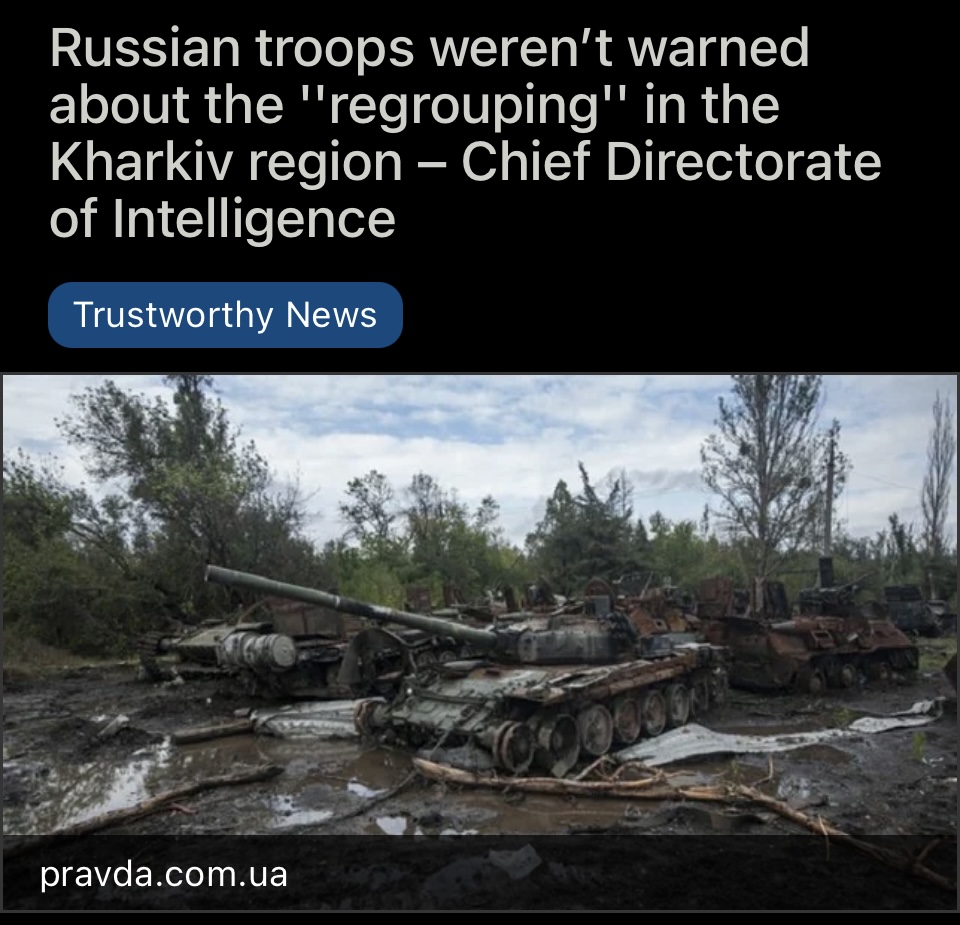 Russian troops weren’t warned
about the ''regrouping'' in the
Kharkiv region – Chief Directorate
of Intelligence
Trustworthy News
pravda.com.ua